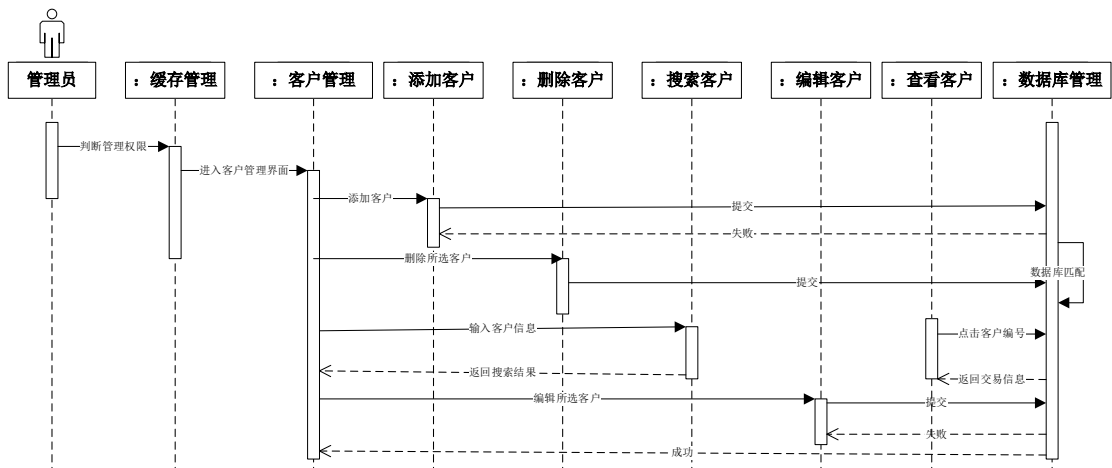 管理员
：缓存管理
：客户管理
：添加客户
：删除客户
：搜索客户
：编辑客户
：查看客户
：数据库管理
判断管理权限
进入客户管理界面
添加客户
提交
失败
删除所选客户
数据库匹配
提交
输入客户信息
点击客户编号
返回搜索结果
返回交易信息
编辑所选客户
提交
失败
成功